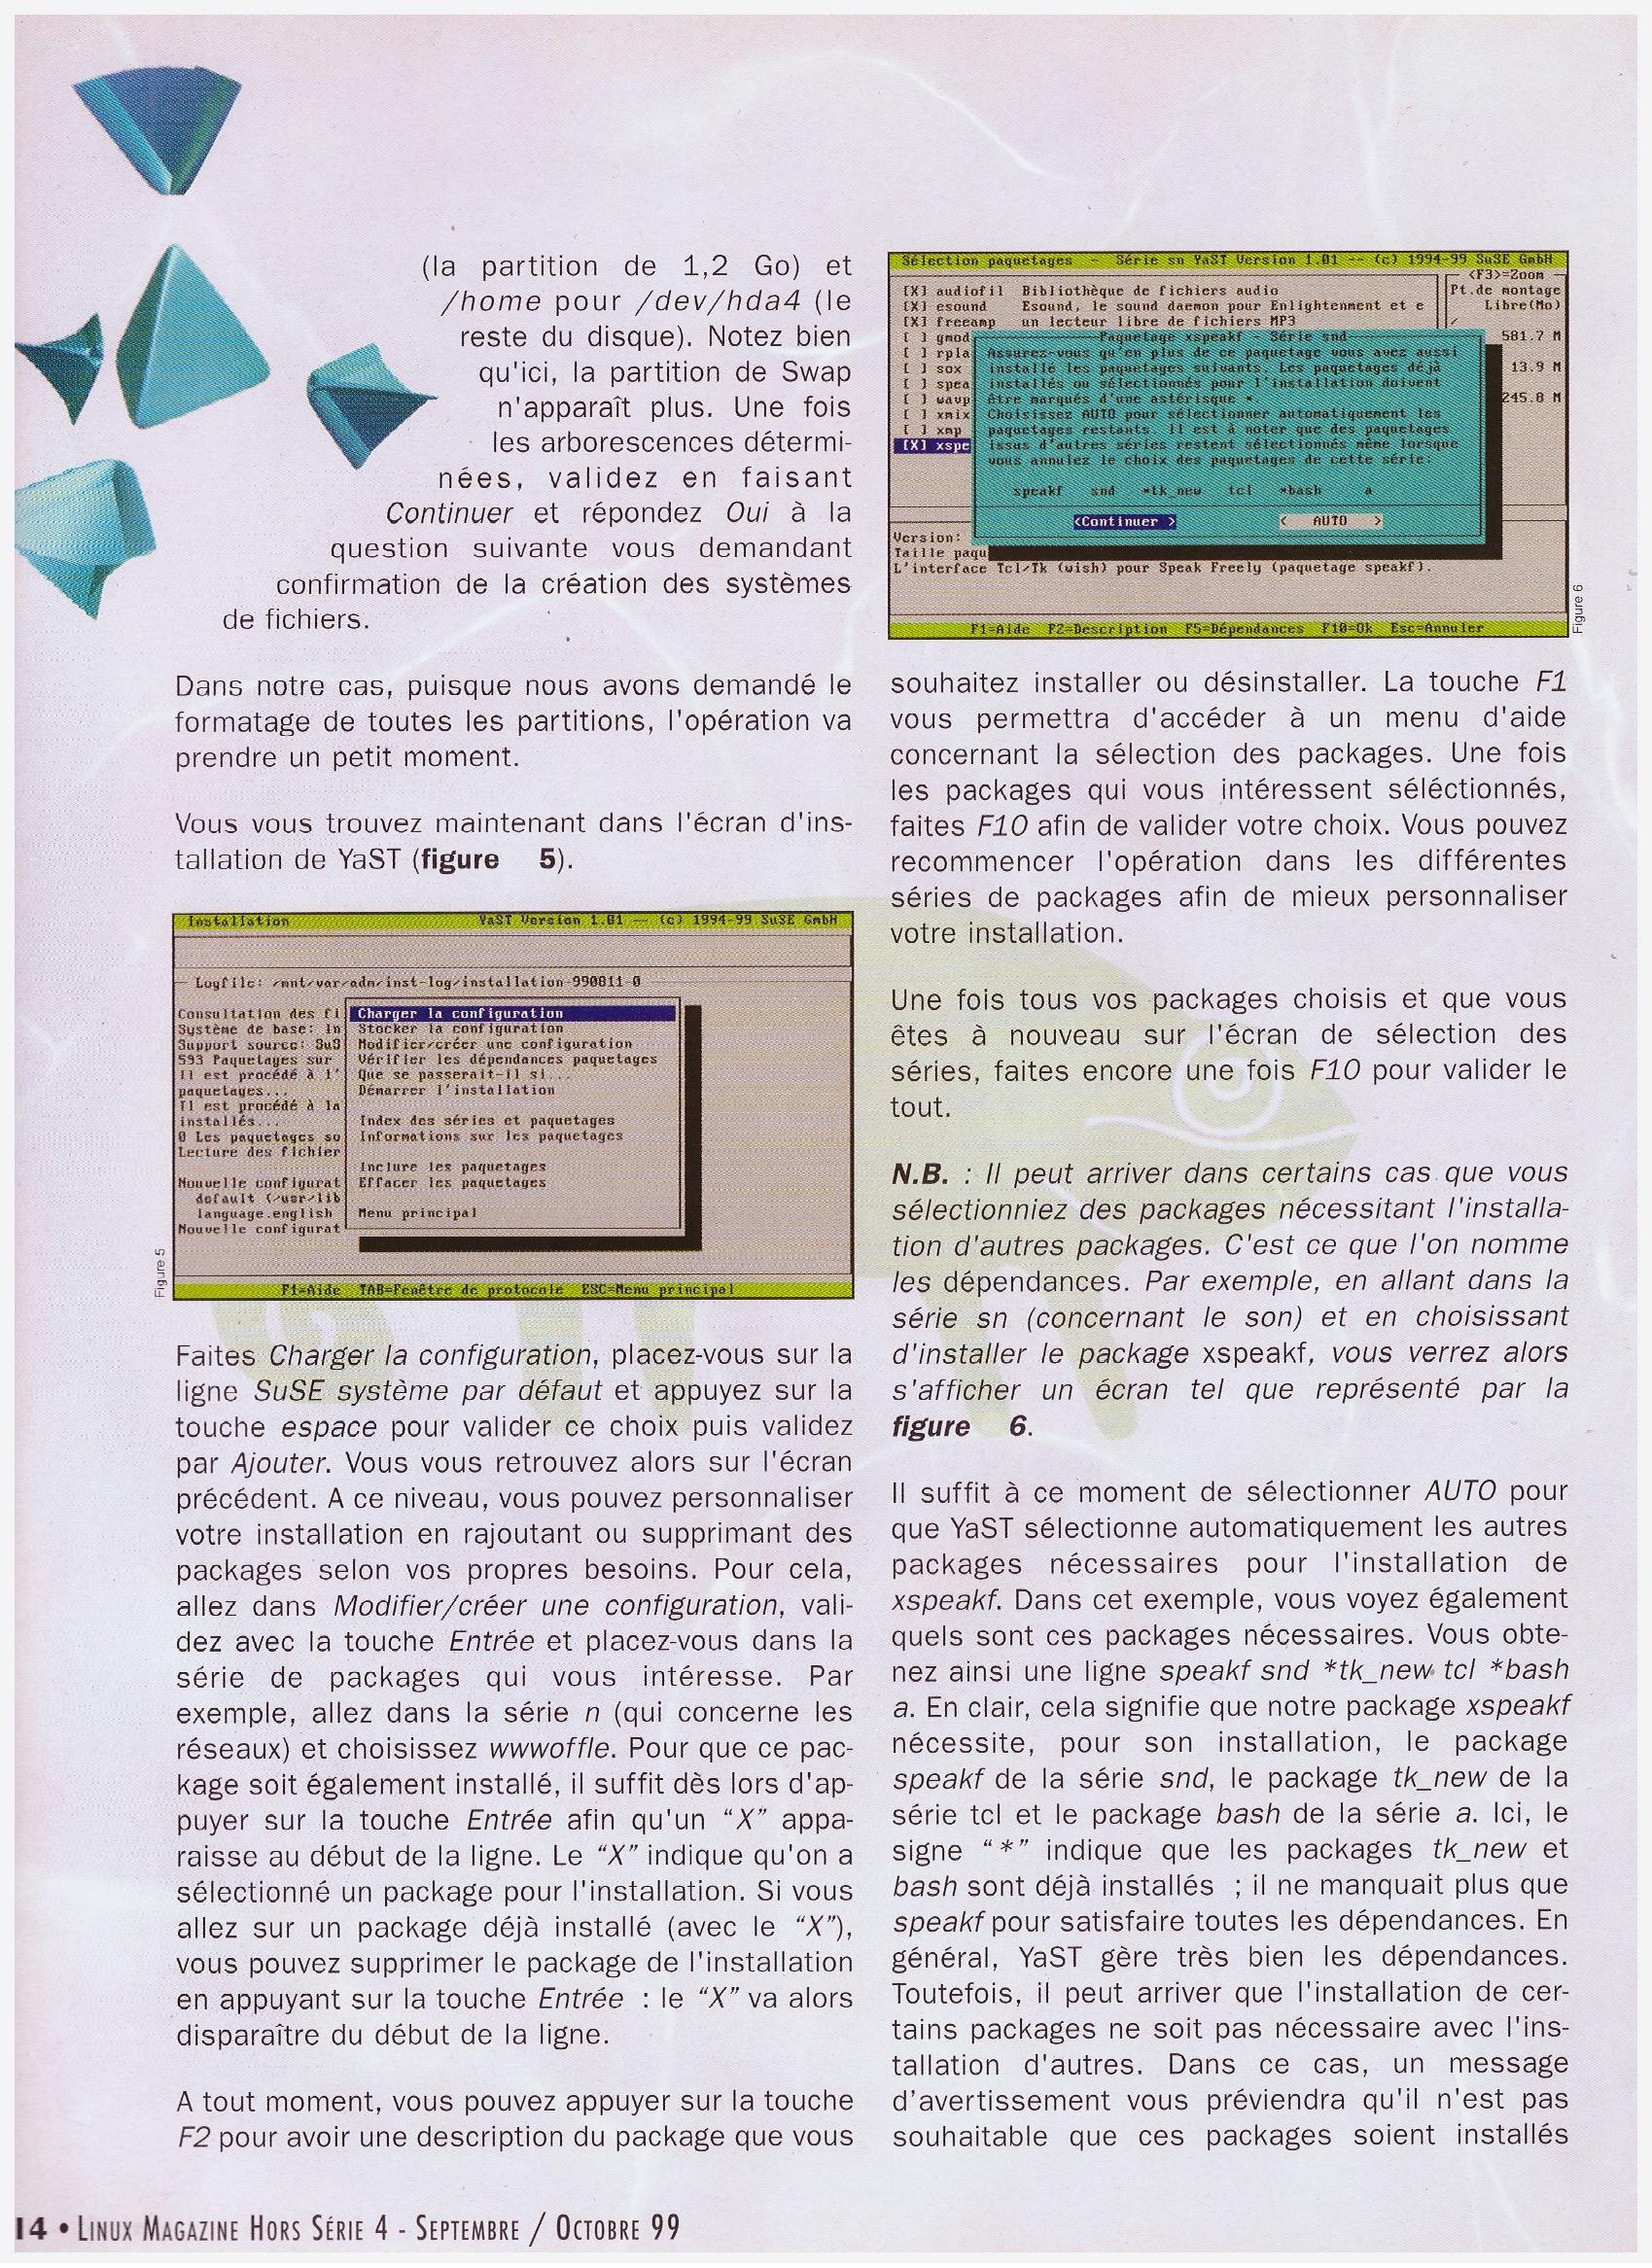 (la partition de 1,2 Go) et
/home pour /dev/hda4 (le
reste du disque). Notez bien
qu'ici, la partition de Swap
n'apparaît plus. Une fois
les arborescences détermi-
nées, validez en faisant
Continuer et répondez Oui à la
question suivante vous demandant
confirmation de la création des systèmes
de fichiers.
Dans notre cas, puisque nous avons demandé le
formatage de toutes les partitions, l'opération va
prendre un petit moment.
Vous vous trouvez maintenant dans l'écran d'ins-
tallation de YaST (figure 5).
Installation YaST Version 1.01 -- (c) 1994-99 SuSE GmbH
Logfile: /mnt/var/adm/inst-log/installation-990811-0
Consultation des fi
Système de base: In
Support source: SuS
593 Paquetages sur
Il est procédé à l'
paquetages...
Il est procédé à la
installés...
0 Les paquetages so
Lecture des fichier
Nouvelle configurat
default (/usr/lib
language.english
Nouvelle configurat
Charger la configuration
Stocker la configuration
Modifier/créer une configuration
Vérifier les dépendances paquetages
Que se passerait-il si...
Démarrer l'installation
Index des séries et paquetages
Informations sur les paquetages
Inclure les paquetages
Effacer les paquetages
Menu principal
F1=Aide TAB=Fenêtre de protocole ESC=Menu principal
Figure 5
Faites Charger la configuration, placez-vous sur la
ligne SuSE système par défaut et appuyez sur la
touche espace pour valider ce choix puis validez
par Ajouter. Vous vous retrouvez alors sur l'écran
précédent. A ce niveau, vous pouvez personnaliser
votre installation en rajoutant ou supprimant des
packages selon vos propres besoins. Pour cela,
allez dans Modifier/créer une configuration, vali-
dez avec la touche Entrée et placez-vous dans la
série de packages qui vous intéresse. Par
exemple, allez dans la série n (qui concerne les
réseaux) et choisissez wwwoffle. Pour que ce pac-
kage soit également installé, il suffit dès lors d'ap-
puyer sur la touche Entrée afin qu'un “X” appa-
raisse au début de la ligne. Le “X” indique qu'on a
sélectionné un package pour l'installation. Si vous
allez sur un package déjà installé (avec le “X”),
vous pouvez supprimer le package de l'installation
en appuyant sur la touche Entrée : le “X” va alors
disparaître du début de la ligne.
A tout moment, vous pouvez appuyer sur la touche
F2 pour avoir une description du package que vous
Sélection paquetages - Série sn YaST Version 1.01 -- (c) 1994-99 SuSE GmbH
<F3>=Zoom
Pt.de montage
Libre(Mo)
/
581.7 M
13.9 M
245.8 M
[X] audiofil Bibliothèque de fichiers audio
[X] esound Esound, le sound daemon pour Enlightenment et e
[X] freeamp un lecteur libre de fichiers MP3
[ ] gmod
[ ] rpla
[ ] sox
[ ] spea
[ ] wavp
[ ] xmix
[ ] xmp
[X] xspe
Paquetage xspeakf - Série snd
Assurez-vous qu'en plus de ce paquetage vous avez aussi
installé les paquetages suivants. Les paquetages déjà
installés ou sélectionnés pour l'installation doivent
être marqués d'une astérisque *.
Choisissez AUTO pour sélectionner automatiquement les
paquetages restants. Il est à noter que des paquetages
issus d'autres séries restent sélectionnés même lorsque
vous annulez le choix des paquetages de cette série:
speakf snd *tk_new tcl *bash a
<Continuer > < AUTO >
Version:
Taille paqu
L'interface Tcl/Tk (wish) pour Speak Freely (paquetage speakf).
F1=Aide F2=Description F5=Dépendances F10=Ok Esc=Annuler
Figure 6
souhaitez installer ou désinstaller. La touche F1
vous permettra d'accéder à un menu d'aide
concernant la sélection des packages. Une fois
les packages qui vous intéressent séléctionnés,
faites F10 afin de valider votre choix. Vous pouvez
recommencer l'opération dans les différentes
séries de packages afin de mieux personnaliser
votre installation.
Une fois tous vos packages choisis et que vous
êtes à nouveau sur l'écran de sélection des
séries, faites encore une fois F10 pour valider le
tout.
N.B. : Il peut arriver dans certains cas que vous
sélectionniez des packages nécessitant l'installa-
tion d'autres packages. C'est ce que l'on nomme
les dépendances. Par exemple, en allant dans la
série sn (concernant le son) et en choisissant
d'installer le package xspeakf, vous verrez alors
s'afficher un écran tel que représenté par la
figure 6.
Il suffit à ce moment de sélectionner AUTO pour
que YaST sélectionne automatiquement les autres
packages nécessaires pour l'installation de
xspeakf. Dans cet exemple, vous voyez également
quels sont ces packages nécessaires. Vous obte-
nez ainsi une ligne speakf snd *tk_new tcl *bash
a. En clair, cela signifie que notre package xspeakf
nécessite, pour son installation, le package
speakf de la série snd, le package tk_new de la
série tcl et le package bash de la série a. Ici, le
signe “*” indique que les packages tk_new et
bash sont déjà installés ; il ne manquait plus que
speakf pour satisfaire toutes les dépendances. En
général, YaST gère très bien les dépendances.
Toutefois, il peut arriver que l'installation de cer-
tains packages ne soit pas nécessaire avec l'ins-
tallation d'autres. Dans ce cas, un message
d’avertissement vous préviendra qu'il n'est pas
souhaitable que ces packages soient installés
14 • LINUX MAGAZINE HORS SÉRIE 4 - SEPTEMBRE / OCTOBRE 99